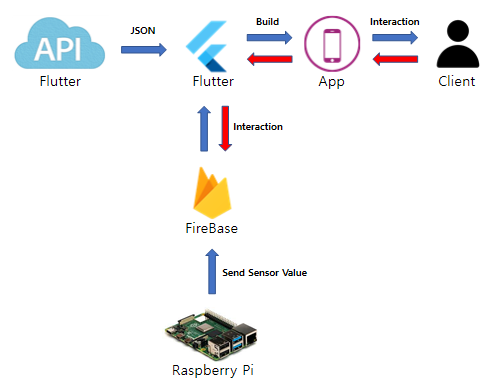 JSON
Build
Interaction
API
Flutter
Flutter
App
Client
Interaction
FireBase
Send Sensor Value
Raspberry Pi